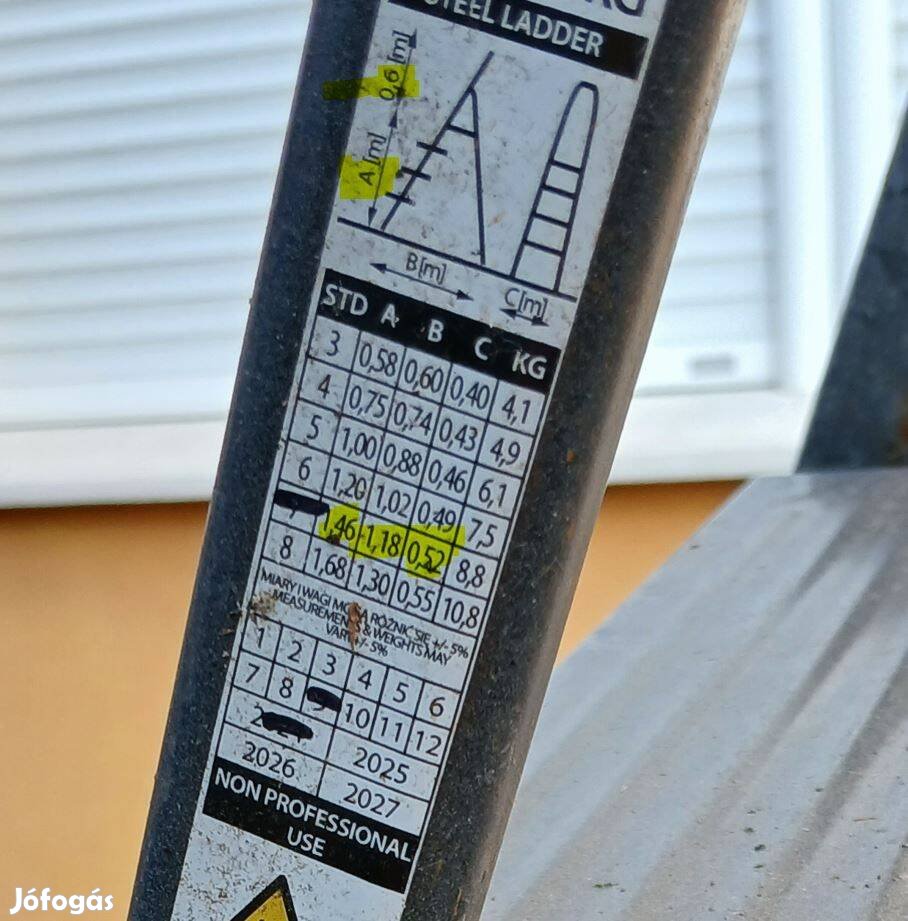 STEEL LADDER
0,6 [m]
A [m]
B[m]
C[m]
STD A B C KG
3 0,58 0,60 0,40 4,1
4 0,75 0,74 0,43 4,9
5 1,00 0,88 0,46 6,1
6 1,20 1,02 0,49 7,5
1,46 1,18 0,52 8,8
8 1,68 1,30 0,55 10,8
MIARY I WAGI MOGĄ RÓŻNIĆ SIĘ +/- 5%
MEASUREMENTS & WEIGHTS MAY
VARY +/- 5%
1 2 3 4 5 6
7 8 10 11 12
2025
2026 2027
NON PROFESSIONAL
USE
Jófogás